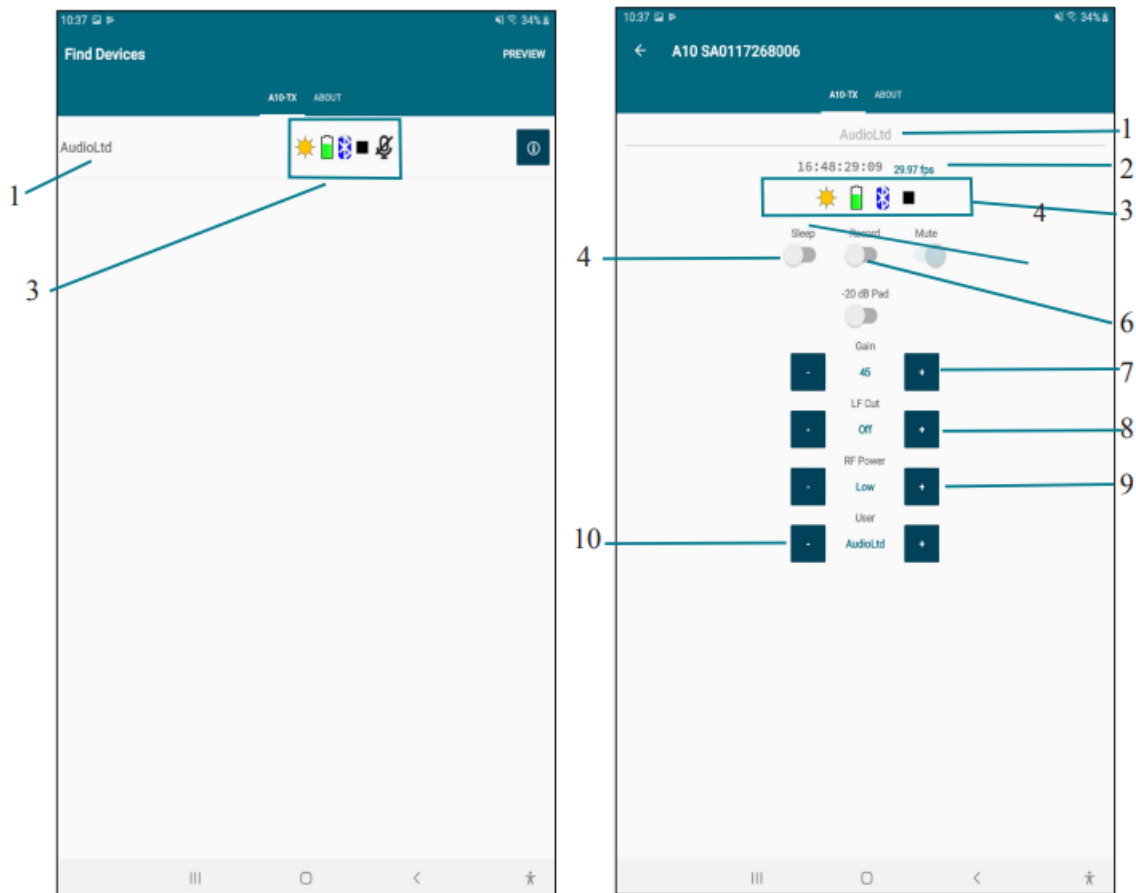 10:37 34%
Find Devices PREVIEW
A10-TX ABOUT
AudioLtd
1
3
10:37 34%
A10 SA0117268006
A10-TX ABOUT
AudioLtd 1
16:48:29:09 29.97 fps 2
3
4
Sleep Record Mute
4
-20 dB Pad
6
Gain
- 45 + 7
LF Cut
- Off + 8
RF Power
- Low + 9
User
10 - AudioLtd +